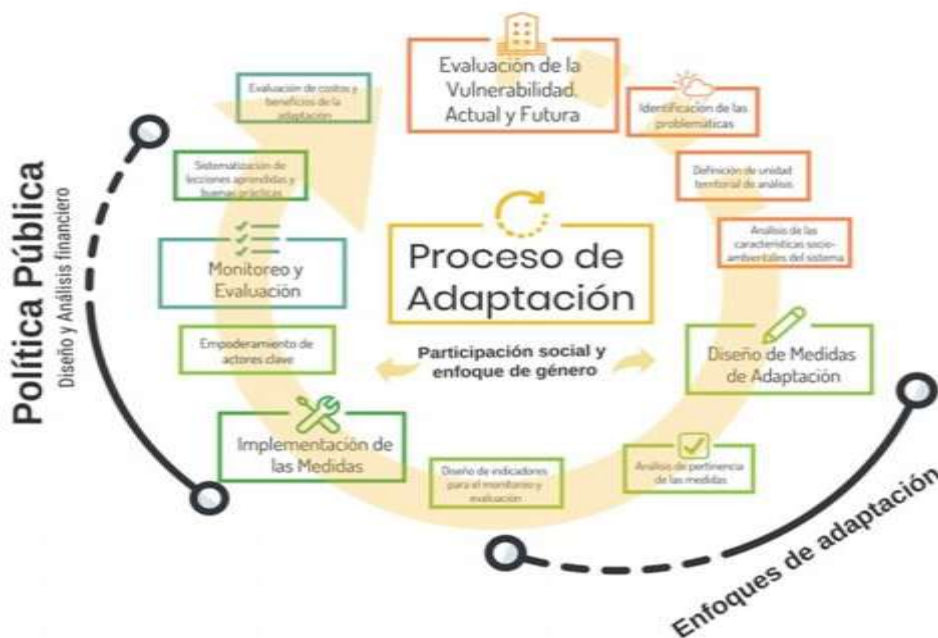 Evaluación de la
Vulnerabilidad.
Actual y Futura
Identificación de las
problemáticas
Definición de unidad
territorial de análisis
Análisis de las
características socio-
ambientales del sistema
Diseño de Medidas
de Adaptación
Análisis de pertinencia
de las medidas
Diseño de indicadores
para el monitoreo y
evaluación
Implementación de
las Medidas
Empoderamiento de
actores clave
Monitoreo y
Evaluación
Sistematización de
lecciones aprendidas y
buenas prácticas
Evaluación de costos y
beneficios de la
adaptación
Proceso de
Adaptación
Participación social y
enfoque de género
Política Pública
Diseño y Análisis financiero
Enfoques de adaptación